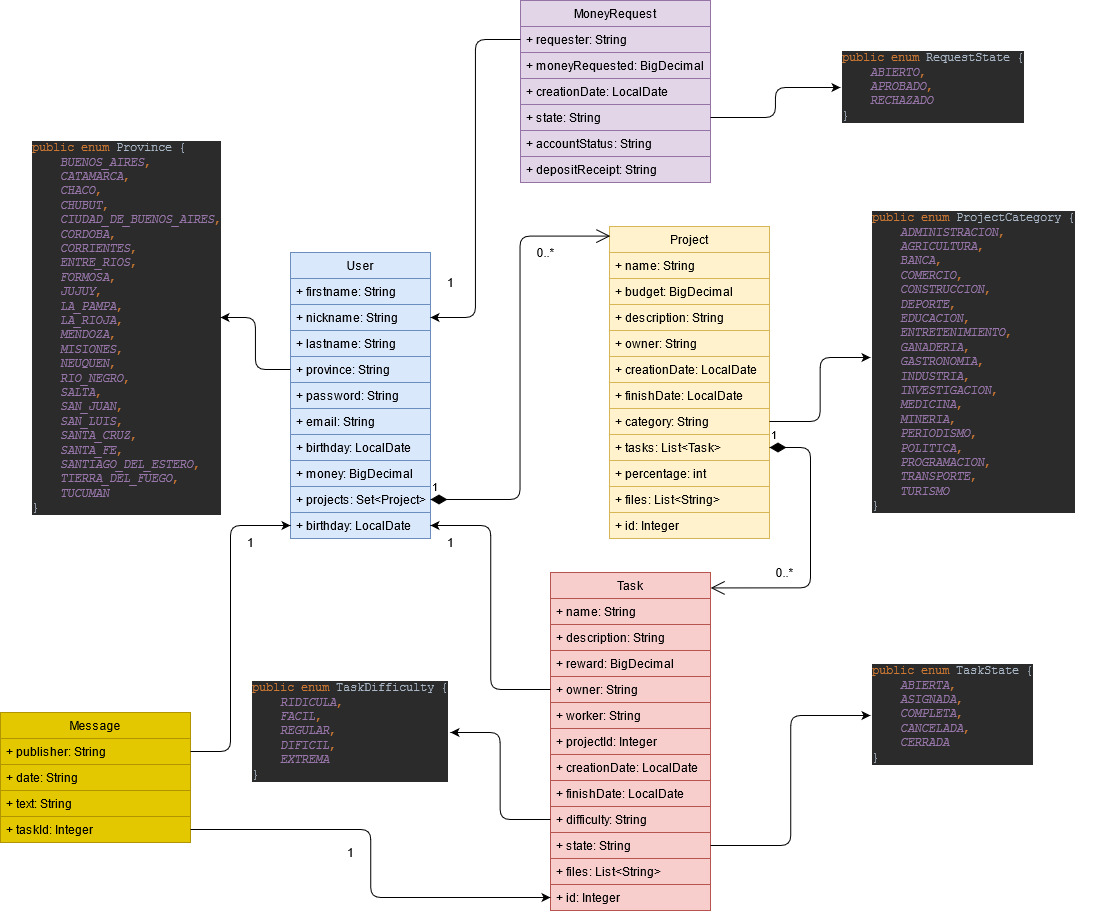 MoneyRequest
+ requester: String
+ moneyRequested: BigDecimal
+ creationDate: LocalDate
+ state: String
+ accountStatus: String
+ depositReceipt: String
public enum RequestState {
ABIERTO,
APROBADO,
RECHAZADO
}
public enum Province {
BUENOS_AIRES,
CATAMARCA,
CHACO,
CHUBUT,
CIUDAD_DE_BUENOS_AIRES,
CORDOBA,
CORRIENTES,
ENTRE_RIOS,
FORMOSA,
JUJUY,
LA_PAMPA,
LA_RIOJA,
MENDOZA,
MISIONES,
NEUQUEN,
RIO_NEGRO,
SALTA,
SAN_JUAN,
SAN_LUIS,
SANTA_CRUZ,
SANTA_FE,
SANTIAGO_DEL_ESTERO,
TIERRA_DEL_FUEGO,
TUCUMAN
}
User
+ firstname: String
+ nickname: String
+ lastname: String
+ province: String
+ password: String
+ email: String
+ birthday: LocalDate
+ money: BigDecimal
+ projects: Set<Project>
+ birthday: LocalDate
1
1
0..*
1
Project
+ name: String
+ budget: BigDecimal
+ description: String
+ owner: String
+ creationDate: LocalDate
+ finishDate: LocalDate
+ category: String
+ tasks: List<Task>
+ percentage: int
+ files: List<String>
+ id: Integer
1
0..*
public enum ProjectCategory {
ADMINISTRACION,
AGRICULTURA,
BANCA,
COMERCIO,
CONSTRUCCION,
DEPORTE,
EDUCACION,
ENTRETENIMIENTO,
GANADERIA,
GASTRONOMIA,
INDUSTRIA,
INVESTIGACION,
MEDICINA,
MINERIA,
PERIODISMO,
POLITICA,
PROGRAMACION,
TRANSPORTE,
TURISMO
}
1
Task
+ name: String
+ description: String
+ reward: BigDecimal
+ owner: String
+ worker: String
+ projectId: Integer
+ creationDate: LocalDate
+ finishDate: LocalDate
+ difficulty: String
+ state: String
+ files: List<String>
+ id: Integer
public enum TaskDifficulty {
RIDICULA,
FACIL,
REGULAR,
DIFICIL,
EXTREMA
}
public enum TaskState {
ABIERTA,
ASIGNADA,
COMPLETA,
CANCELADA,
CERRADA
}
Message
+ publisher: String
+ date: String
+ text: String
+ taskId: Integer
1